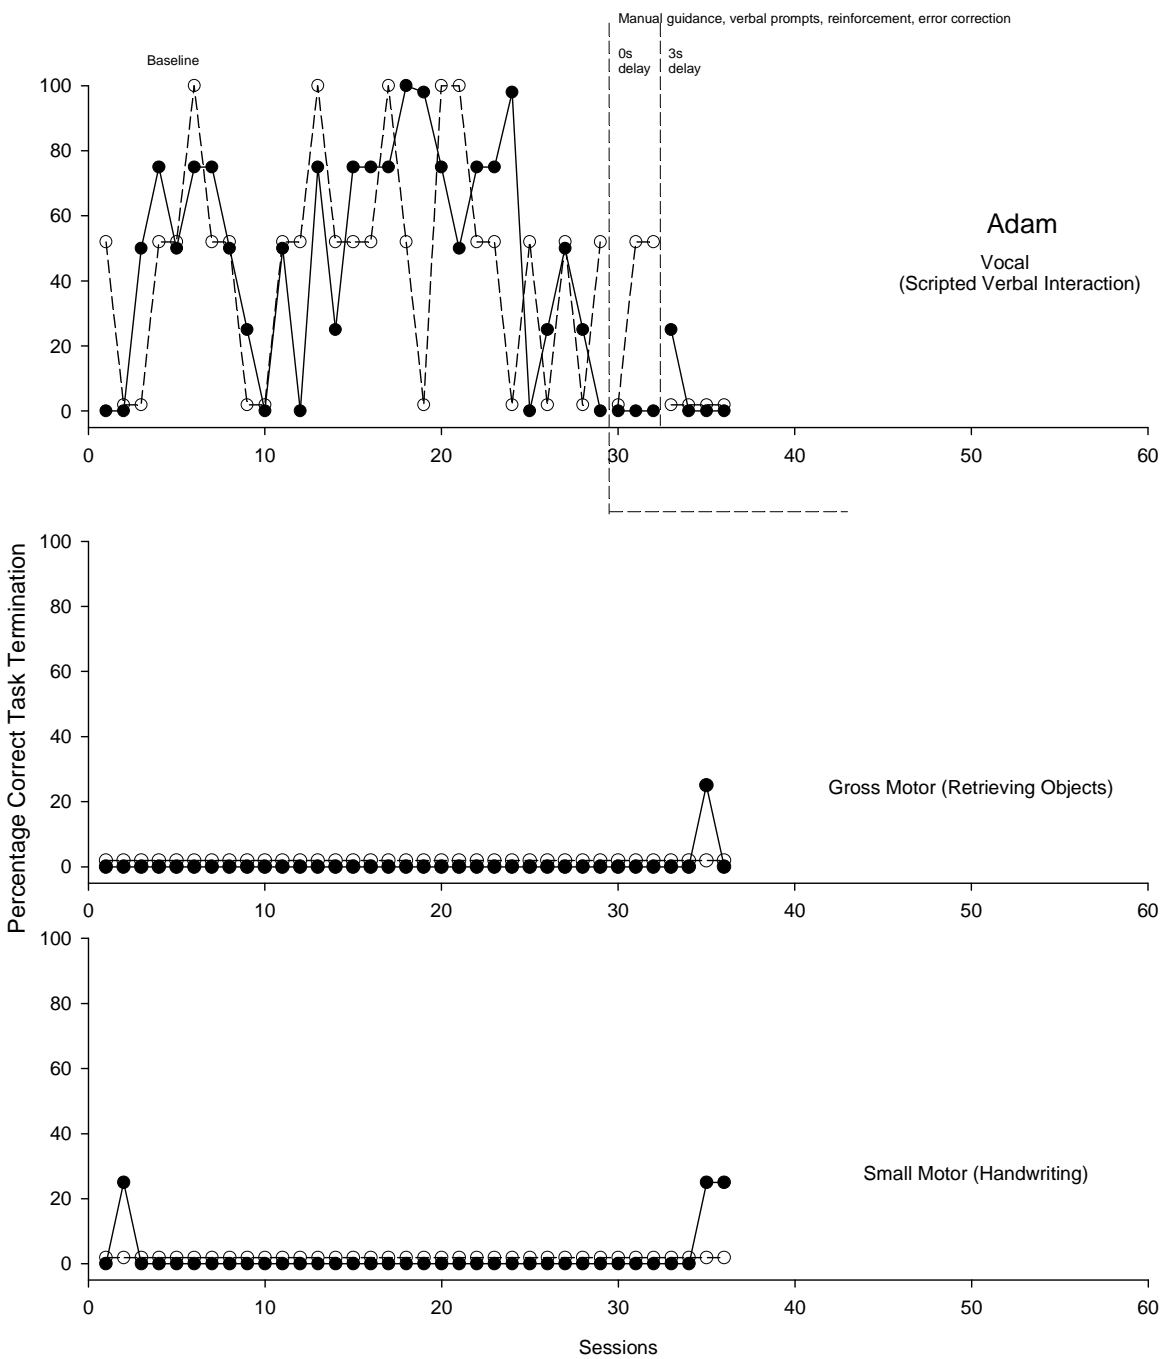 Manual guidance, verbal prompts, reinforcement, error correction
Baseline
0s
delay
3s
delay
100
80
60
40
20
0
0 10 20 30 40 50 60
Adam
Vocal
(Scripted Verbal Interaction)
Percentage Correct Task Termination
100
80
60
40
20
0
0 10 20 30 40 50 60
Gross Motor (Retrieving Objects)
100
80
60
40
20
0
0 10 20 30 40 50 60
Small Motor (Handwriting)
Sessions